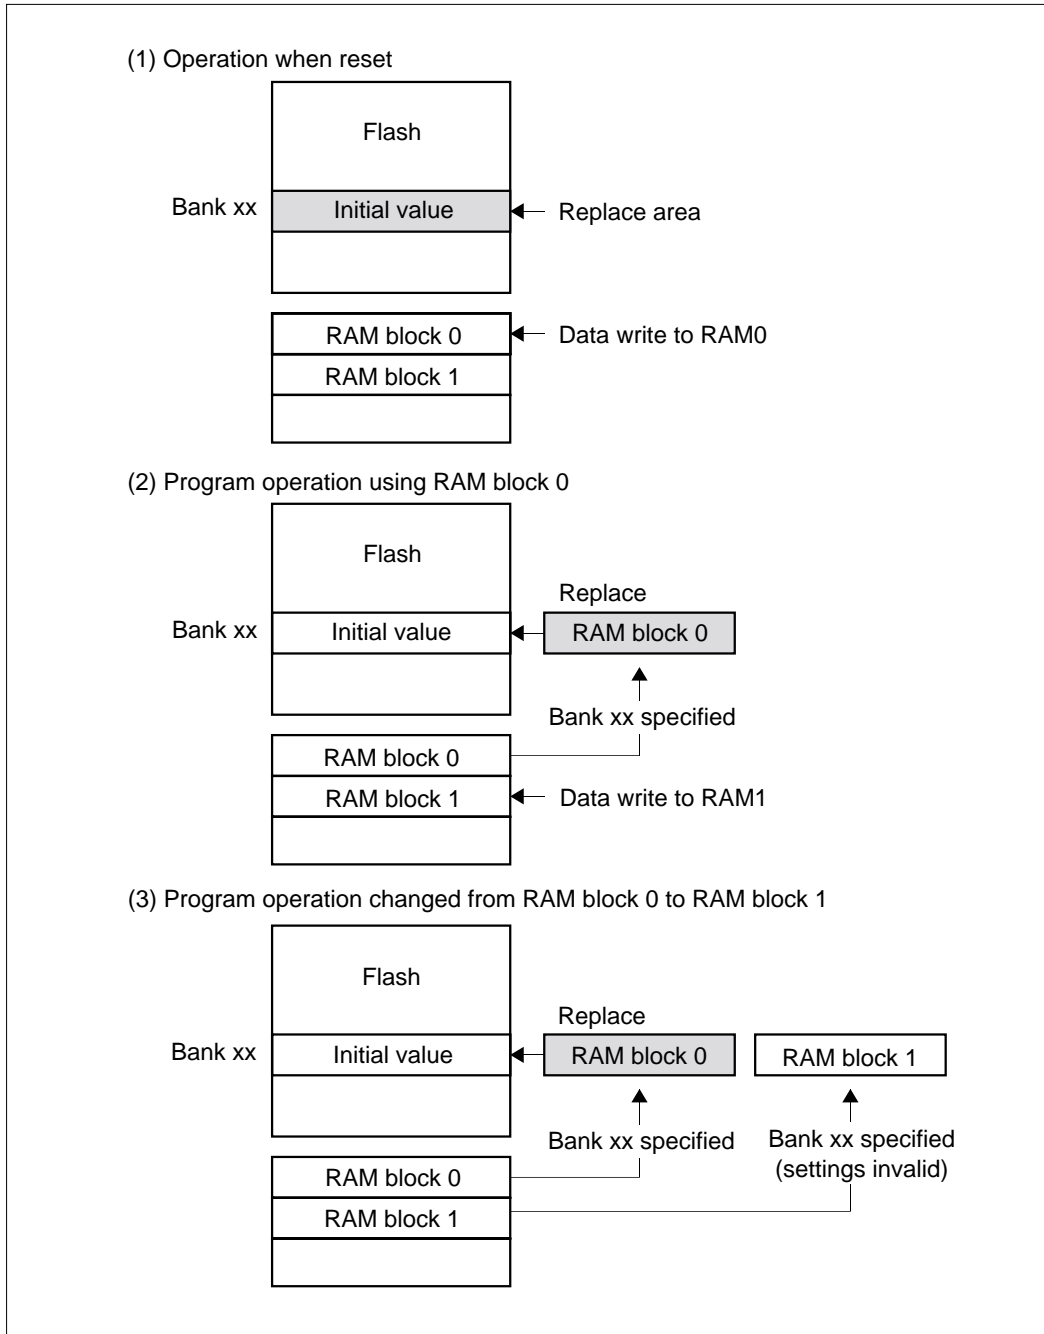 (1) Operation when reset
Flash
Bank xx
Initial value
Replace area
RAM block 0
Data write to RAM0
RAM block 1
(2) Program operation using RAM block 0
Flash
Replace
Bank xx
Initial value
RAM block 0
Bank xx specified
RAM block 0
RAM block 1
Data write to RAM1
(3) Program operation changed from RAM block 0 to RAM block 1
Flash
Replace
Bank xx
Initial value
RAM block 0
RAM block 1
Bank xx specified
Bank xx specified
(settings invalid)
RAM block 0
RAM block 1